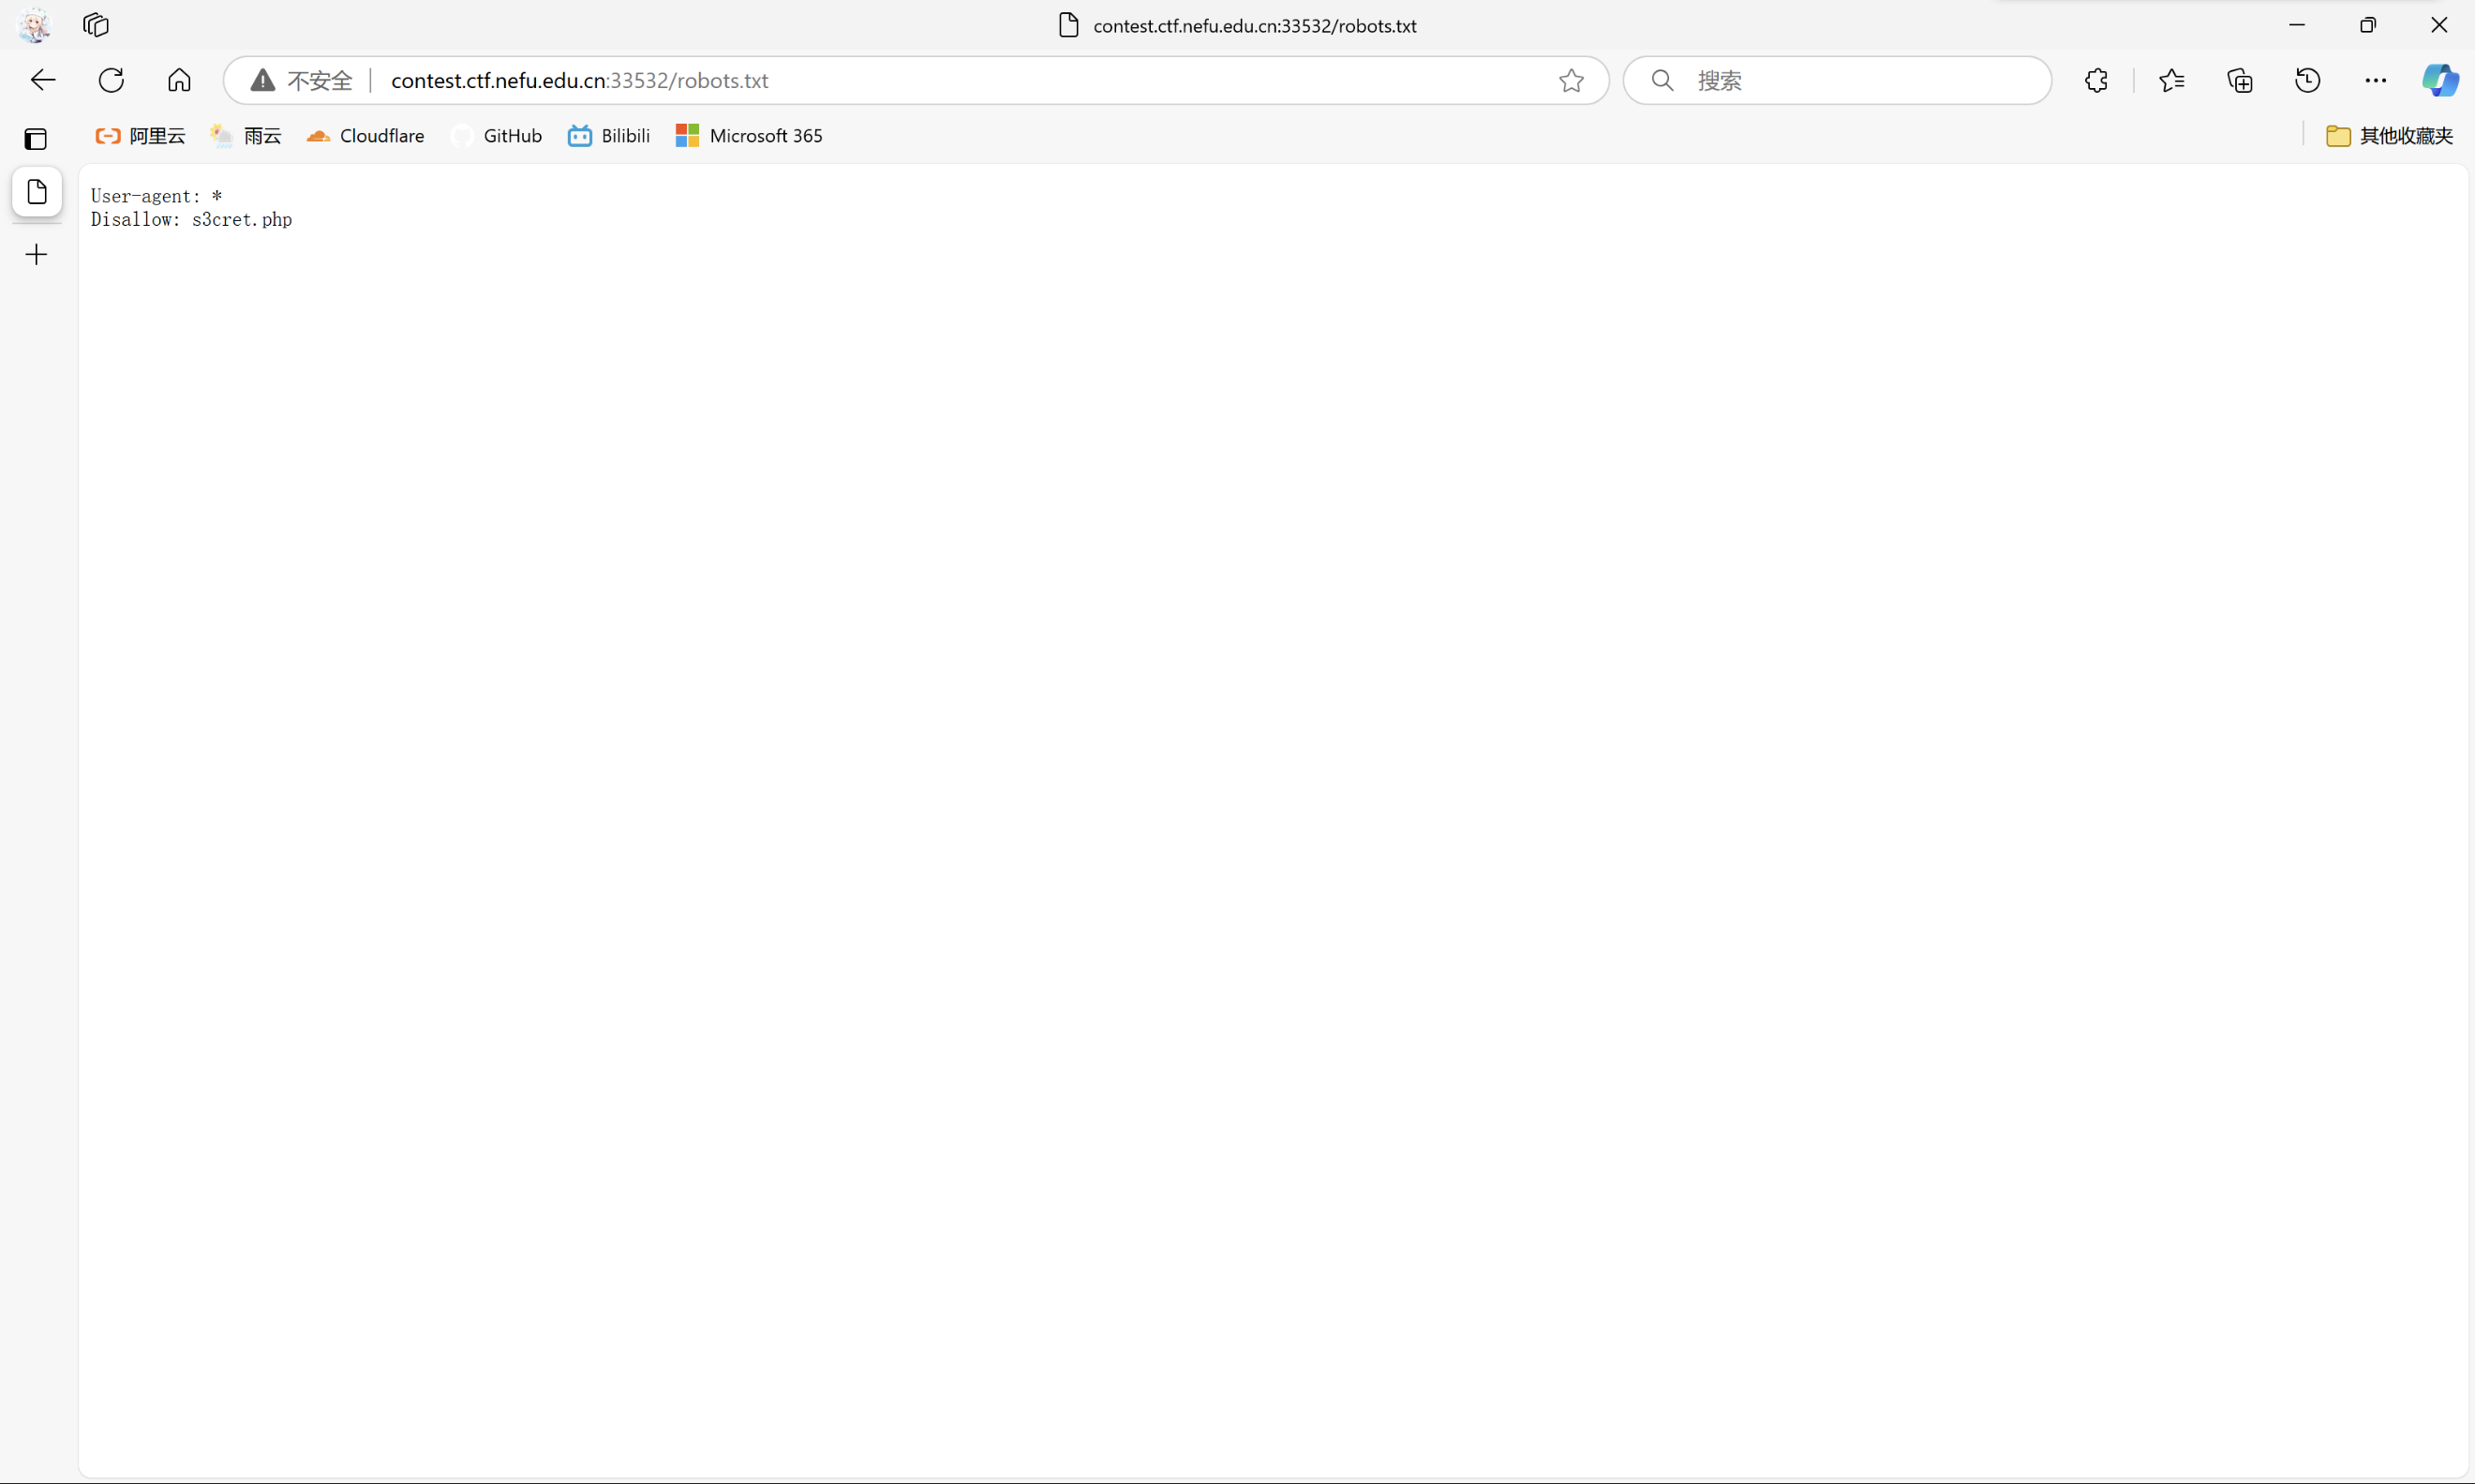 contest.ctf.nefu.edu.cn:33532/robots.txt
不安全
contest.ctf.nefu.edu.cn:33532/robots.txt
搜索
阿里云
雨云
Cloudflare
GitHub
Bilibili
Microsoft 365
其他收藏夹
User-agent: *
Disallow: s3cret.php